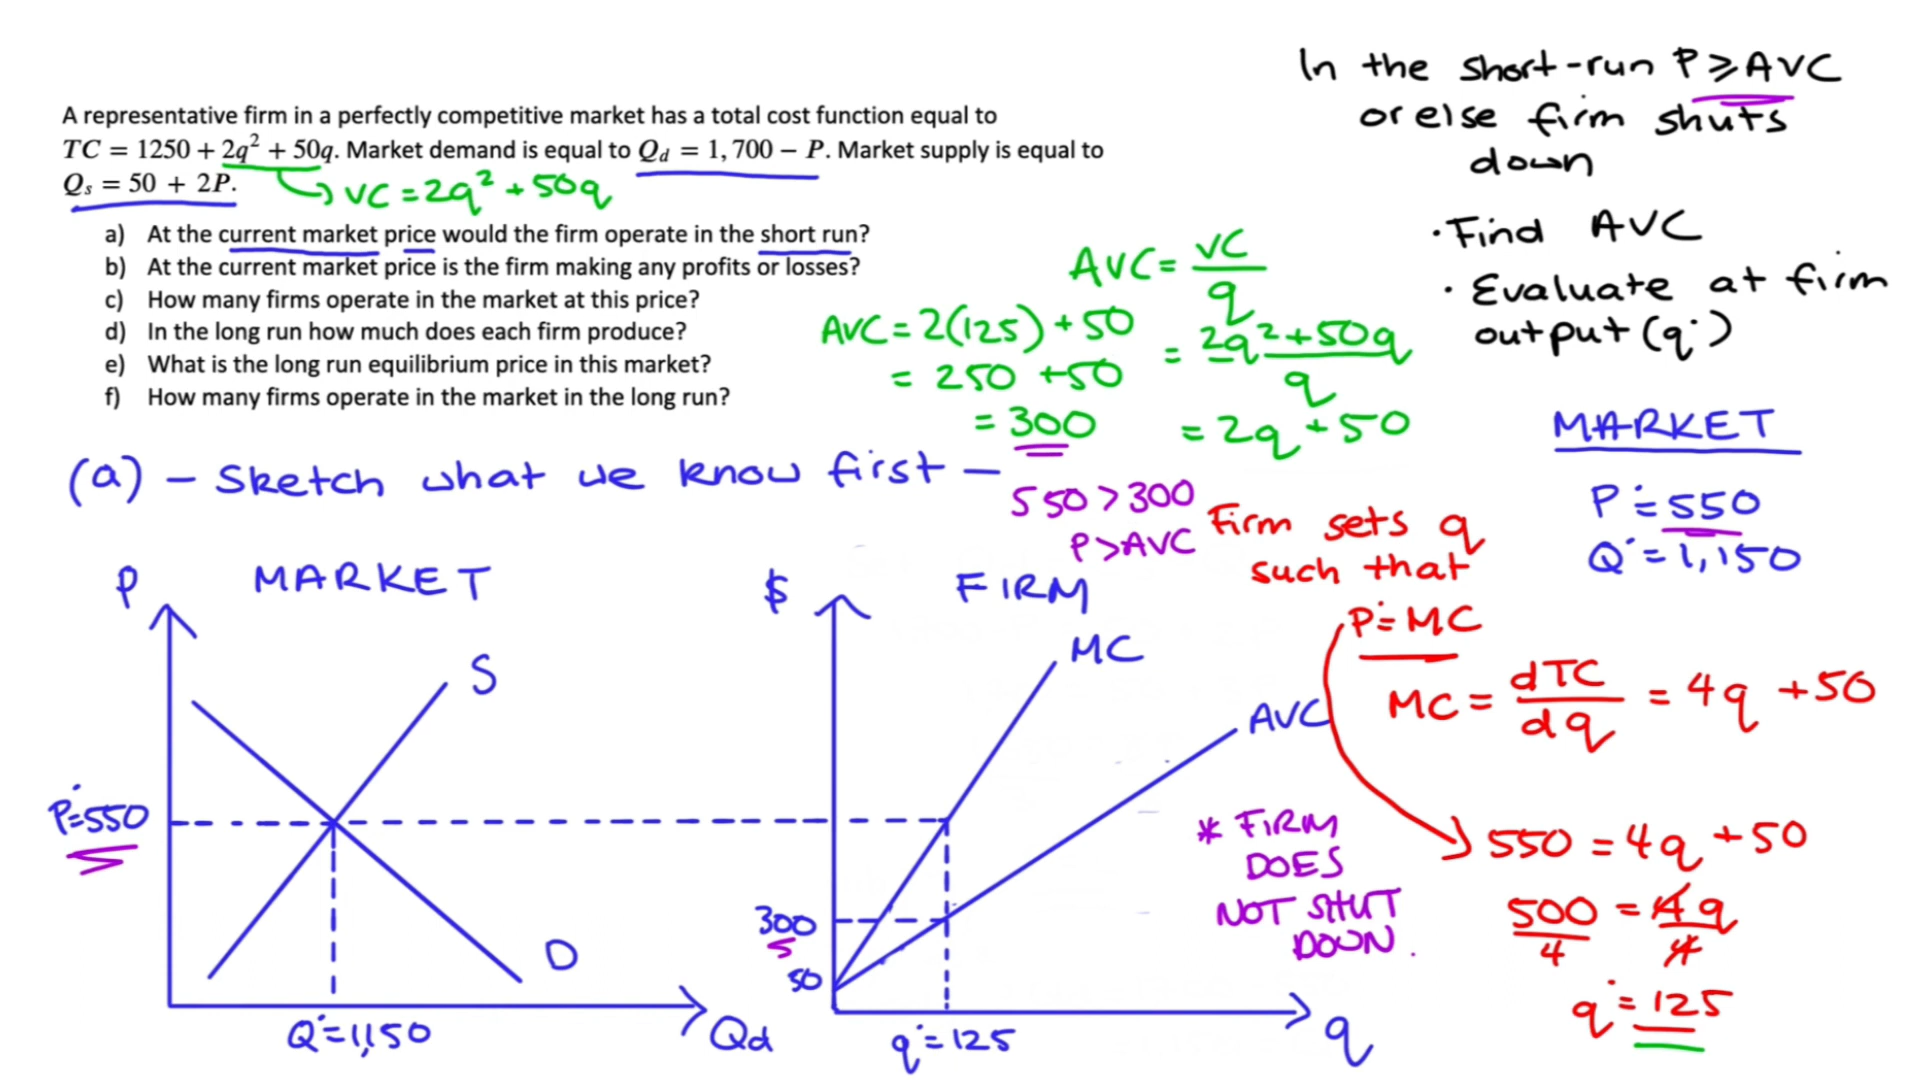 A representative firm in a perfectly competitive market has a total cost function equal to
TC = 1250 + 2q² + 50q. Market demand is equal to Qd = 1,700 − P. Market supply is equal to
Qs = 50 + 2P.
VC = 2q² + 50q
a) At the current market price would the firm operate in the short run?
b) At the current market price is the firm making any profits or losses?
c) How many firms operate in the market at this price?
d) In the long run how much does each firm produce?
e) What is the long run equilibrium price in this market?
f) How many firms operate in the market in the long run?
In the short-run P ≥ AVC
or else firm shuts
down
• Find AVC
• Evaluate at firm
output (q*)
AVC = VC/q
= 2q² + 50q / q
= 2q + 50
AVC = 2(125) + 50
= 250 + 50
= 300
550 > 300
P > AVC
MARKET
P* = 550
Q* = 1,150
(a) – Sketch what we know first –
P
MARKET
S
P* = 550
D
Q* = 1,150
Qd
$
FIRM
MC
AVC
300
50
q* = 125
q
Firm sets q
such that
P* = MC
MC = dTC/dq = 4q + 50
550 = 4q + 50
500/4 = 4q/4
q* = 125
* FIRM
DOES
NOT SHUT
DOWN.